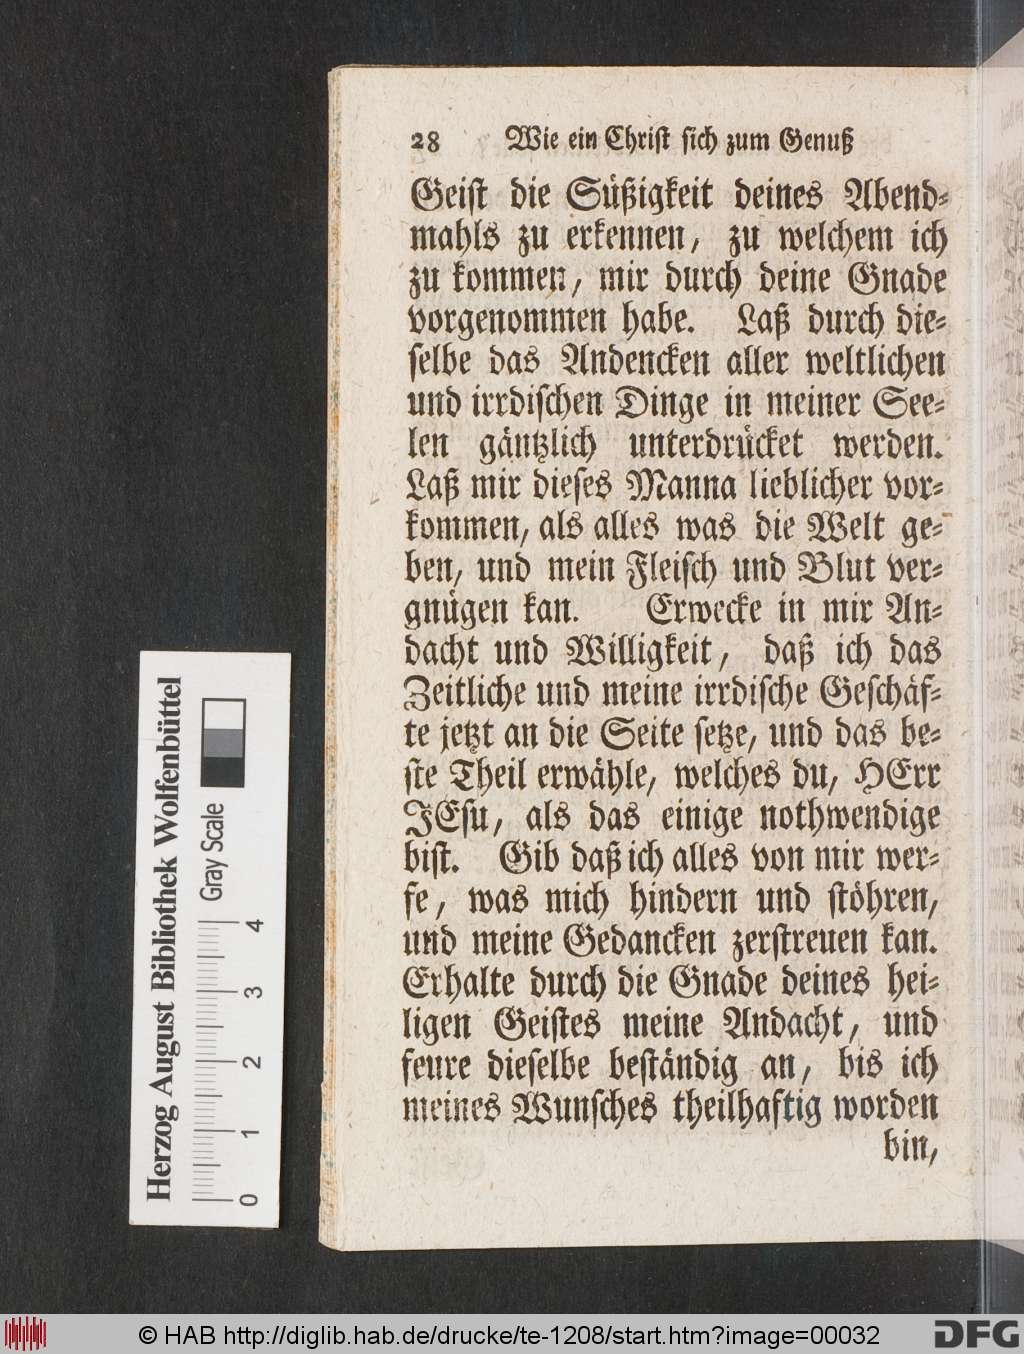 28 Wie ein Chriſt ſich zum Genuß
Geiſt die Süßigkeit deines Abend⸗
mahls zu erkennen, zu welchem ich
zu kommen, mir durch deine Gnade
vorgenommen habe. Laß durch die⸗
ſelbe das Andencken aller weltlichen
und irrdiſchen Dinge in meiner See⸗
len gäntzlich unterdrücket werden.
Laß mir dieſes Manna lieblicher vor⸗
kommen, als alles was die Welt ge⸗
ben, und mein Fleiſch und Blut ver⸗
gnügen kan. Erwecke in mir An⸗
dacht und Willigkeit, daß ich das
Zeitliche und meine irrdiſche Geſchäf⸗
te jetzt an die Seite ſetze, und das be⸗
ſte Theil erwähle, welches du, HErr
JEſu, als das einige nothwendige
biſt. Gib daß ich alles von mir wer⸗
fe, was mich hindern und ſtöhren,
und meine Gedancken zerſtreuen kan.
Erhalte durch die Gnade deines hei⸗
ligen Geiſtes meine Andacht, und
feure dieſelbe beſtändig an, bis ich
meines Wunſches theilhaftig worden
bin,
Herzog August Bibliothek Wolfenbüttel
Gray Scale
0 1 2 3 4
© HAB http://diglib.hab.de/drucke/te-1208/start.htm?image=00032
DFG